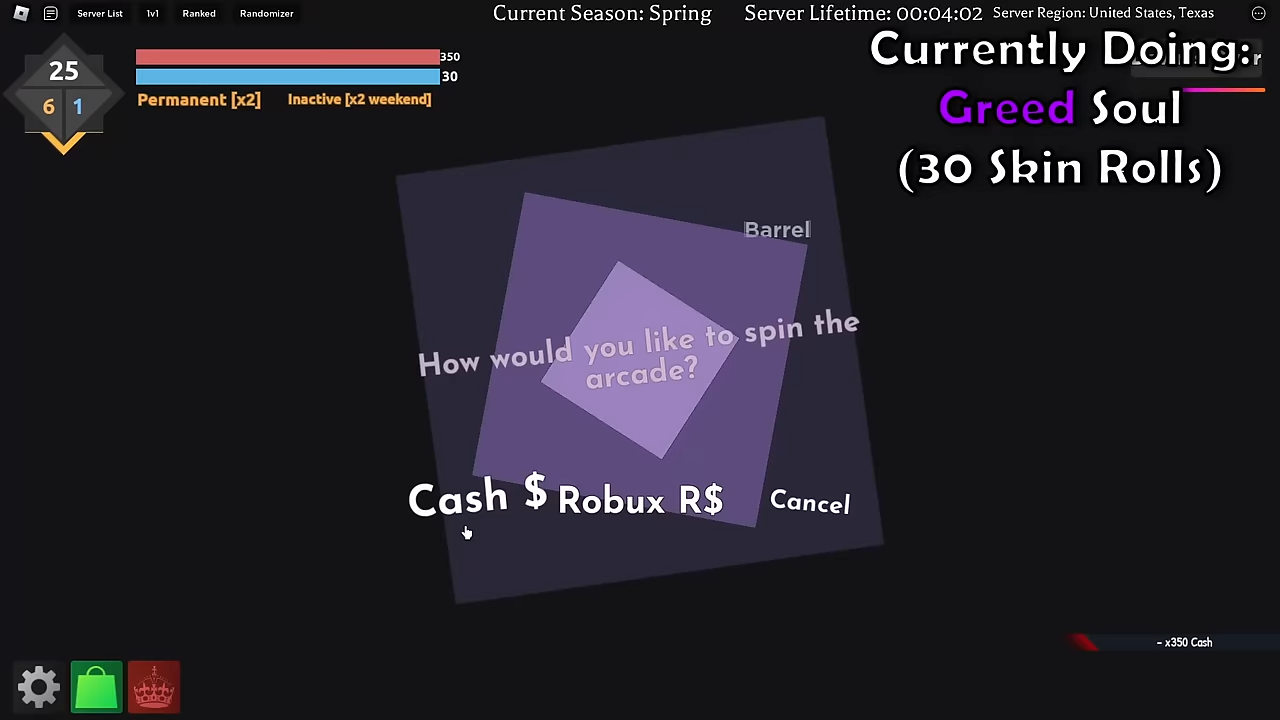 Server List
1v1
Ranked
Randomizer
Current Season: Spring
Server Lifetime: 00:04:02
Server Region: United States, Texas
25
6
1
350
30
Permanent [x2]
Inactive [x2 weekend]
Currently Doing:
Greed Soul
(30 Skin Rolls)
Barrel
How would you like to spin the
arcade?
Cash $
Robux R$
Cancel
- x350 Cash